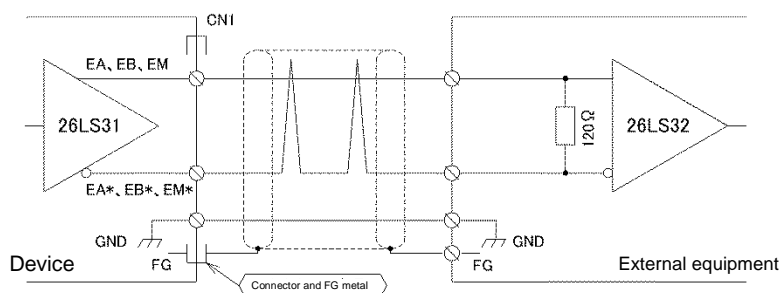 CN1
EA、EB、EM
26LS31
120Ω
26LS32
EA*、EB*、EM*
GND
GND
Device
FG
FG
External equipment
Connector and FG metal